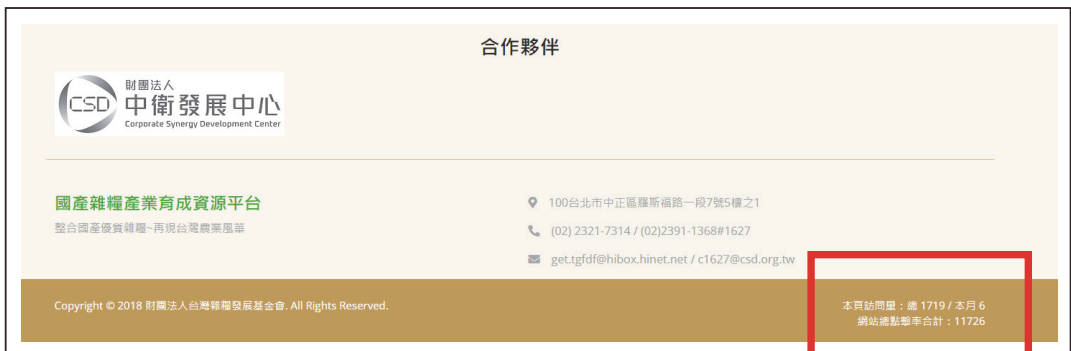 合作夥伴
CSD
財團法人
中衛發展中心
Corporate Synergy Development Center
國產雜糧產業育成資源平台
整合國產優質雜糧~再現台灣農業風華
100台北市中正區羅斯福路一段7號5樓之1
(02) 2321-7314 / (02)2391-1368#1627
get.tgfdf@hibox.hinet.net / c1627@csd.org.tw
Copyright © 2018 財團法人台灣雜糧發展基金會. All Rights Reserved.
本頁訪問量：總 1719 / 本月 6
網站總點擊率合計：11726